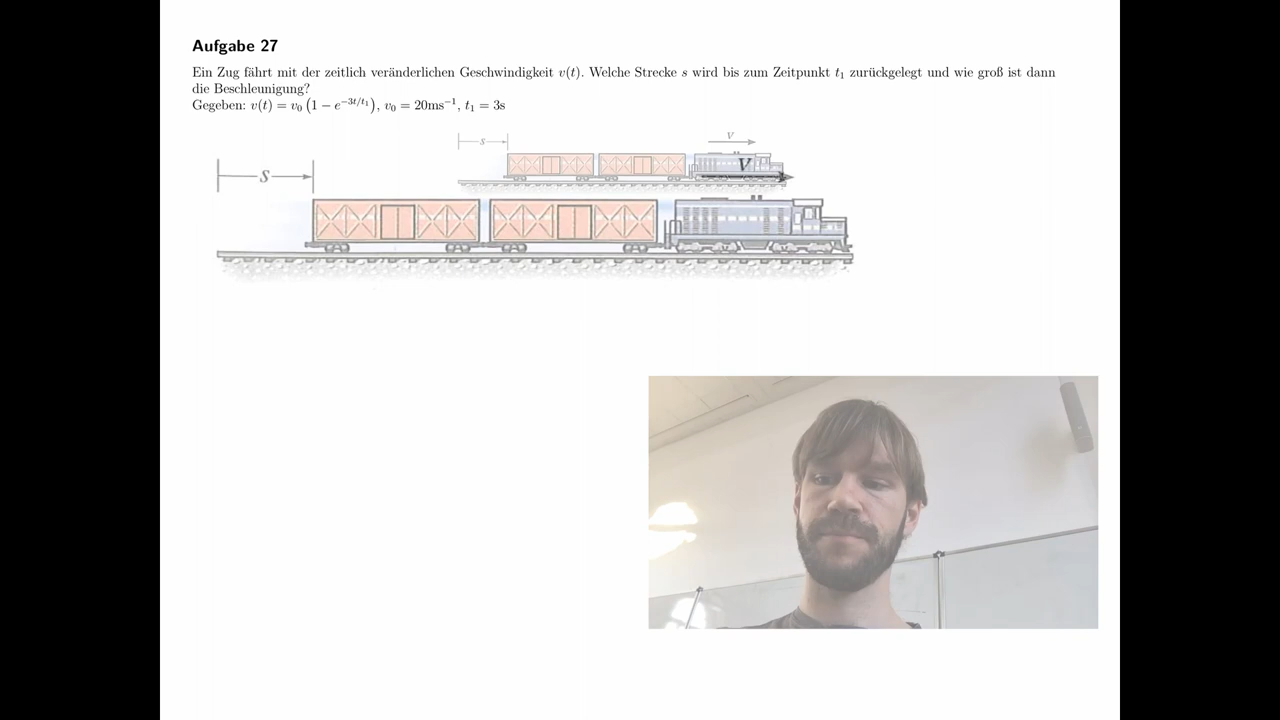 Aufgabe 27
Ein Zug fährt mit der zeitlich veränderlichen Geschwindigkeit v(t). Welche Strecke s wird bis zum Zeitpunkt t₁ zurückgelegt und wie groß ist dann
die Beschleunigung?
Gegeben: v(t) = v₀ (1 − e^{−3t/t₁}), v₀ = 20ms⁻¹, t₁ = 3s
s V
V
s